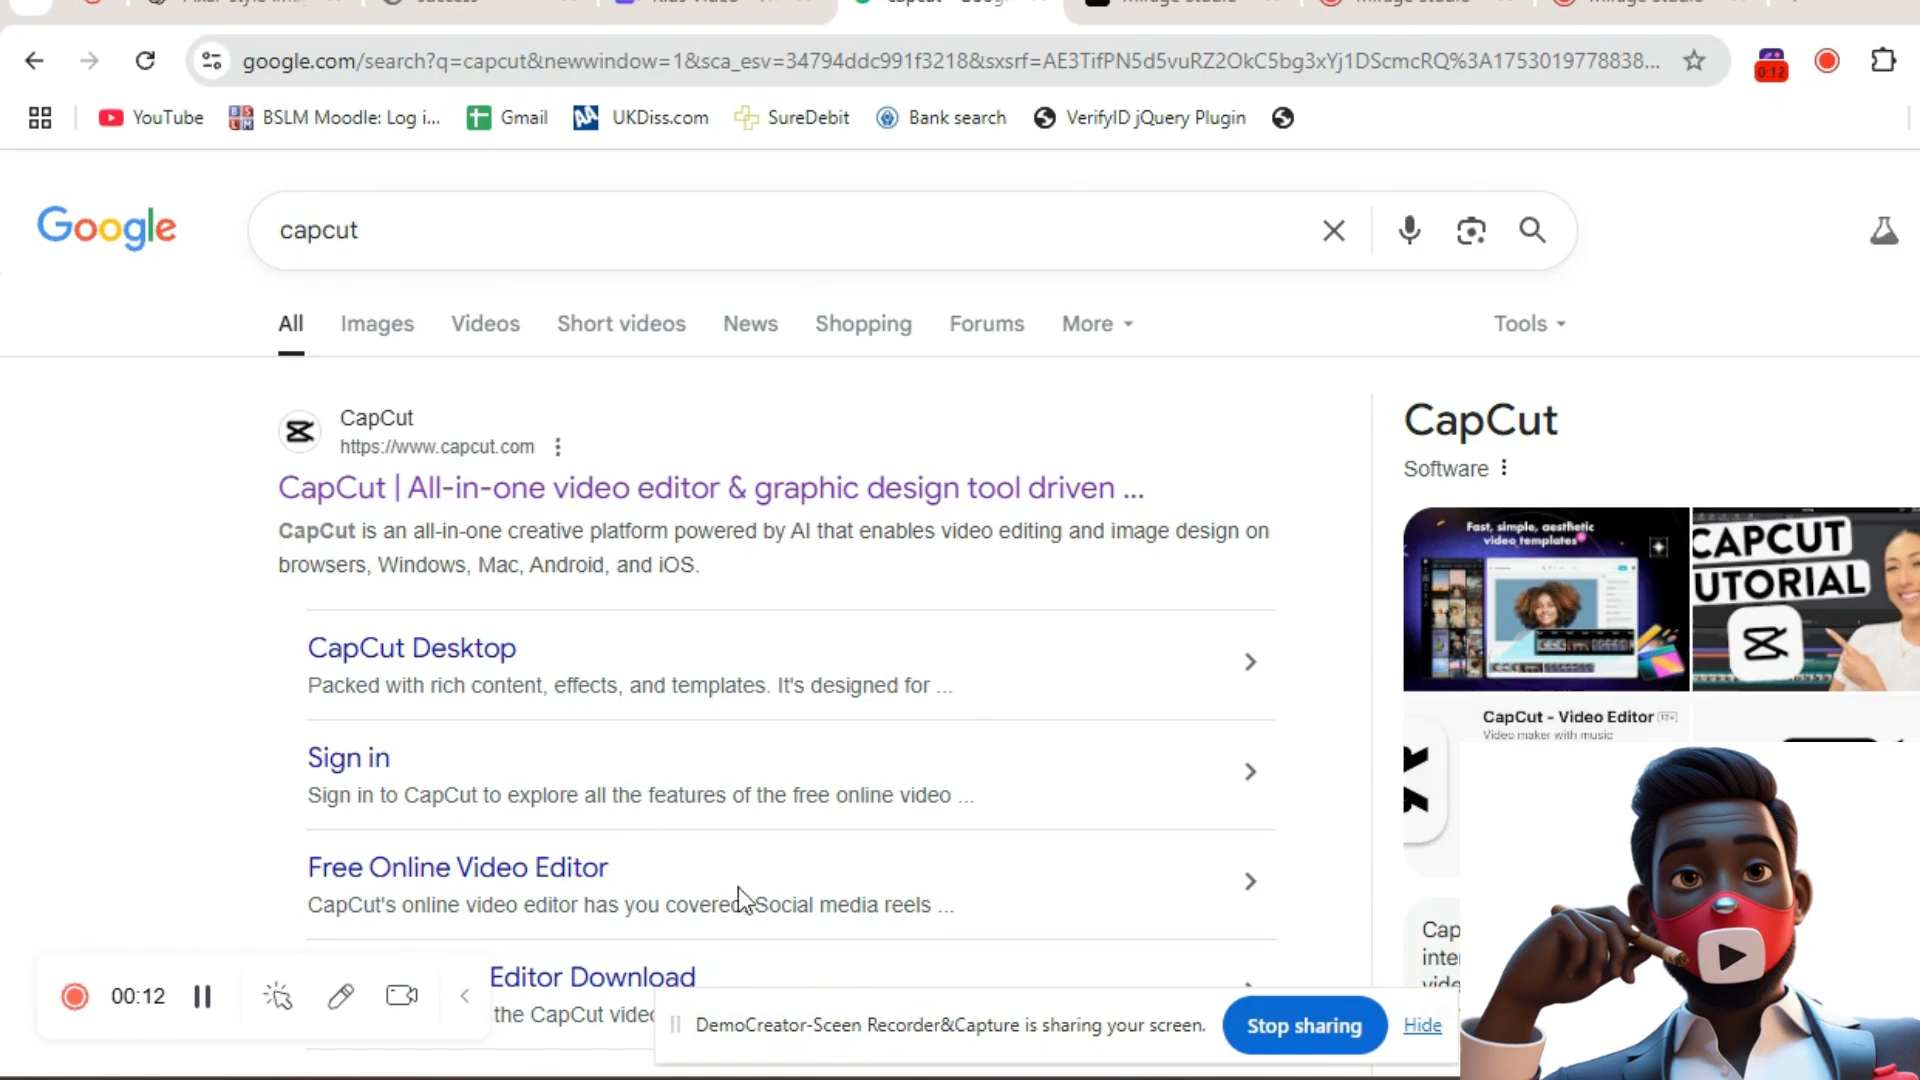 google.com/search?q=capcut&newwindow=1&sca_esv=34794ddc991f3218&sxsrf=AE3TifPN5d5vuRZ2OkC5bg3xYj1DScmcRQ%3A1753019778838...
0:12
YouTube
BSLM Moodle: Log i...
Gmail
UKDiss.com
SureDebit
Bank search
VerifyID jQuery Plugin
Google
capcut
All
Images
Videos
Short videos
News
Shopping
Forums
More
Tools
CapCut
https://www.capcut.com
CapCut | All-in-one video editor & graphic design tool driven ...
CapCut is an all-in-one creative platform powered by AI that enables video editing and image design on
browsers, Windows, Mac, Android, and iOS.
CapCut Desktop
Packed with rich content, effects, and templates. It's designed for ...
Sign in
Sign in to CapCut to explore all the features of the free online video ...
Free Online Video Editor
CapCut's online video editor has you covered. Social media reels ...
Editor Download
the CapCut video
00:12
DemoCreator-Sceen Recorder&Capture is sharing your screen.
Stop sharing
Hide
CapCut
Software
Fast, simple, aesthetic
video templates
CAPCUT
UTORIAL
CapCut - Video Editor 12+
Video maker with music
Cap
inte
vide